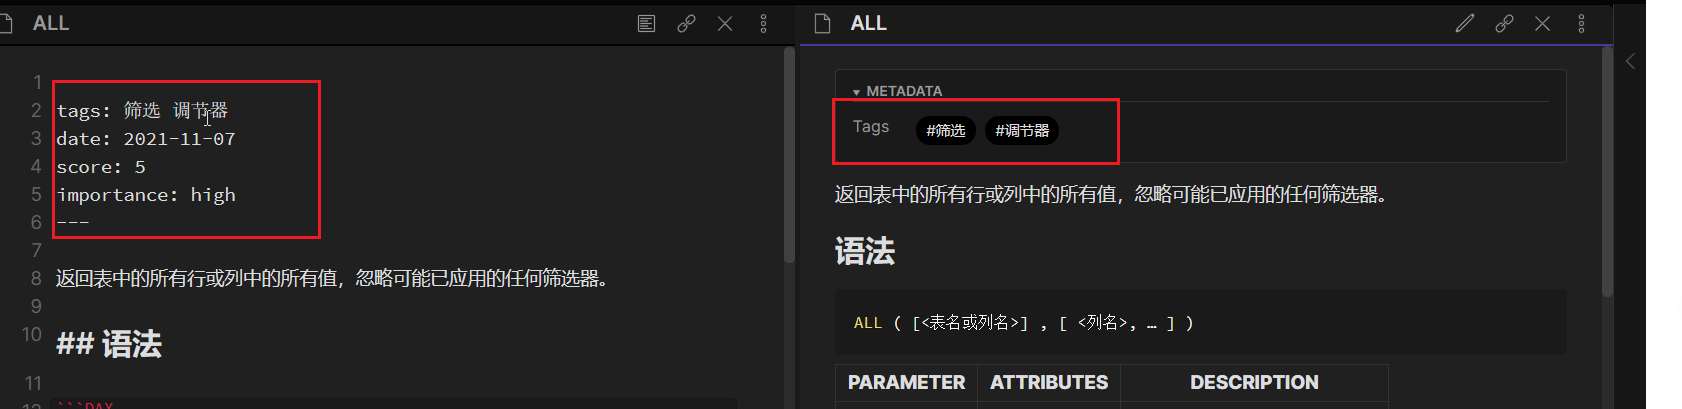 ALL
1
2 tags: 筛选 调节器
3 date: 2021-11-07
4 score: 5
5 importance: high
6 ---
7
8 返回表中的所有行或列中的所有值，忽略可能已应用的任何筛选器。
9
10 ## 语法
11
12 ```DAX
ALL
METADATA
Tags #筛选 #调节器
返回表中的所有行或列中的所有值，忽略可能已应用的任何筛选器。
语法
ALL ( [<表名或列名>] , [ <列名>, … ] )
PARAMETER ATTRIBUTES DESCRIPTION